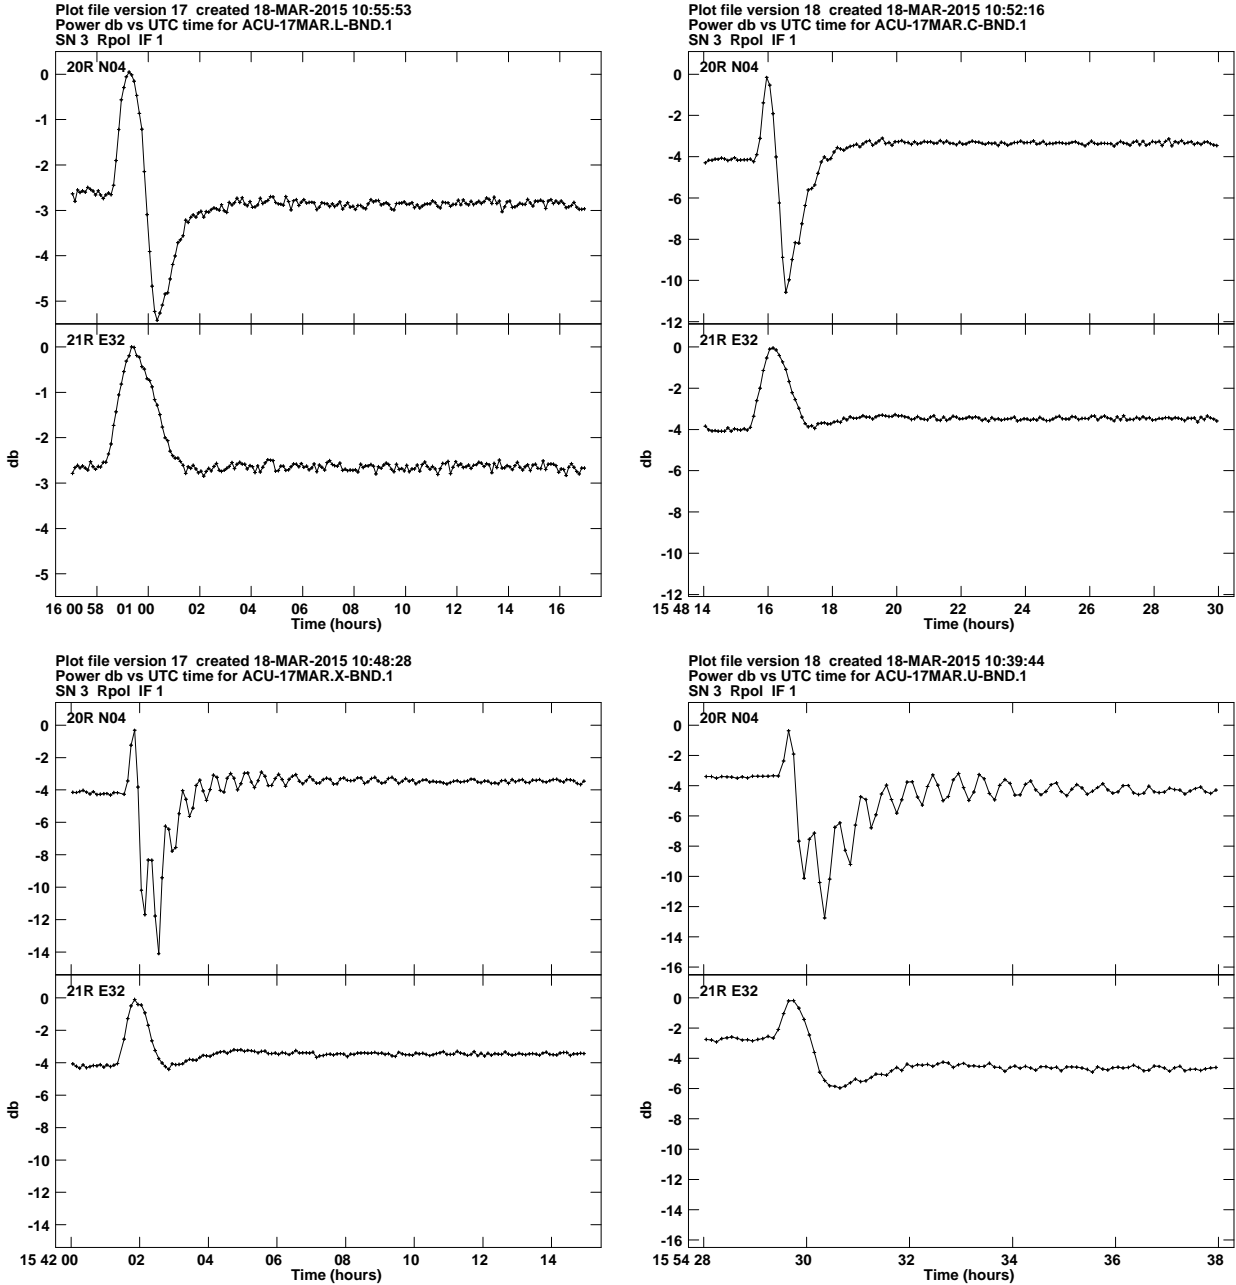 Plot file version 17  created 18-MAR-2015 10:55:53
Power db vs UTC time for ACU-17MAR.L-BND.1
SN 3  Rpol  IF 1
20R N04
0
-1
-2
-3
-4
-5
21R E32
0
-1
-2
-3
-4
-5
db
16 00 58 01 00 02 04 06 08 10 12 14 16
Time (hours)
Plot file version 18  created 18-MAR-2015 10:52:16
Power db vs UTC time for ACU-17MAR.C-BND.1
SN 3  Rpol  IF 1
20R N04
0
-2
-4
-6
-8
-10
-12
21R E32
0
-2
-4
-6
-8
-10
-12
db
15 48 14 16 18 20 22 24 26 28 30
Time (hours)
Plot file version 17  created 18-MAR-2015 10:48:28
Power db vs UTC time for ACU-17MAR.X-BND.1
SN 3  Rpol  IF 1
20R N04
0
-2
-4
-6
-8
-10
-12
-14
21R E32
0
-2
-4
-6
-8
-10
-12
-14
db
15 42 00 02 04 06 08 10 12 14
Time (hours)
Plot file version 18  created 18-MAR-2015 10:39:44
Power db vs UTC time for ACU-17MAR.U-BND.1
SN 3  Rpol  IF 1
20R N04
0
-2
-4
-6
-8
-10
-12
-14
-16
21R E32
0
-2
-4
-6
-8
-10
-12
-14
-16
db
15 54 28 30 32 34 36 38
Time (hours)